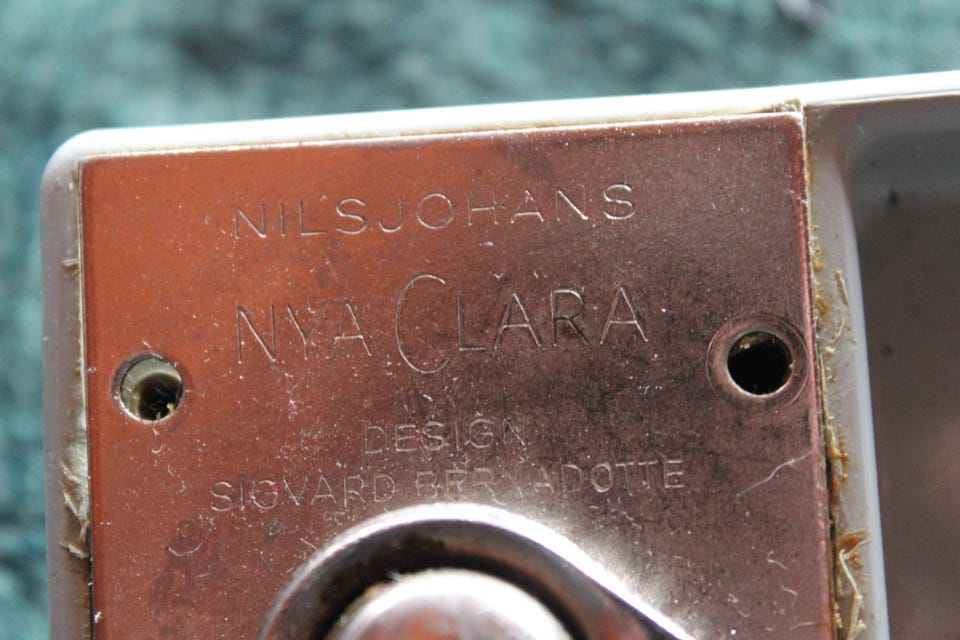 NILSJOHANS
NYA CLARA
DESIGN
SIGVARD BERNADOTTE